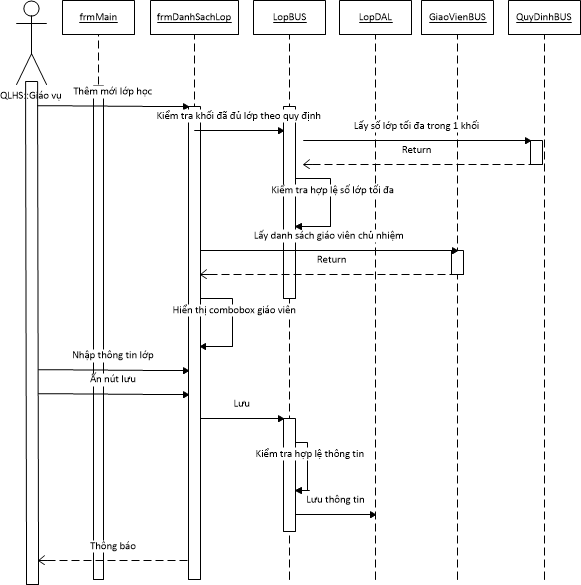 frmMain
frmDanhSachLop
LopBUS
LopDAL
GiaoVienBUS
QuyDinhBUS
QLHS::Giáo vụ
Thêm mới lớp học
Kiểm tra khối đã đủ lớp theo quy định
Lấy số lớp tối đa trong 1 khối
Return
Kiểm tra hợp lệ số lớp tối đa
Lấy danh sách giáo viên chủ nhiệm
Return
Hiển thị combobox giáo viên
Nhập thông tin lớp
Ấn nút lưu
Lưu
Kiểm tra hợp lệ thông tin
Lưu thông tin
Thông báo